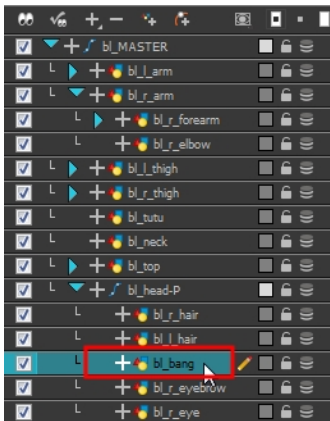 bl_MASTER
bl_l_arm
bl_r_arm
bl_r_forearm
bl_r_elbow
bl_l_thigh
bl_r_thigh
bl_tutu
bl_neck
bl_top
bl_head-P
bl_r_hair
bl_l_hair
bl_bang
bl_r_eyebrow
bl_r_eye